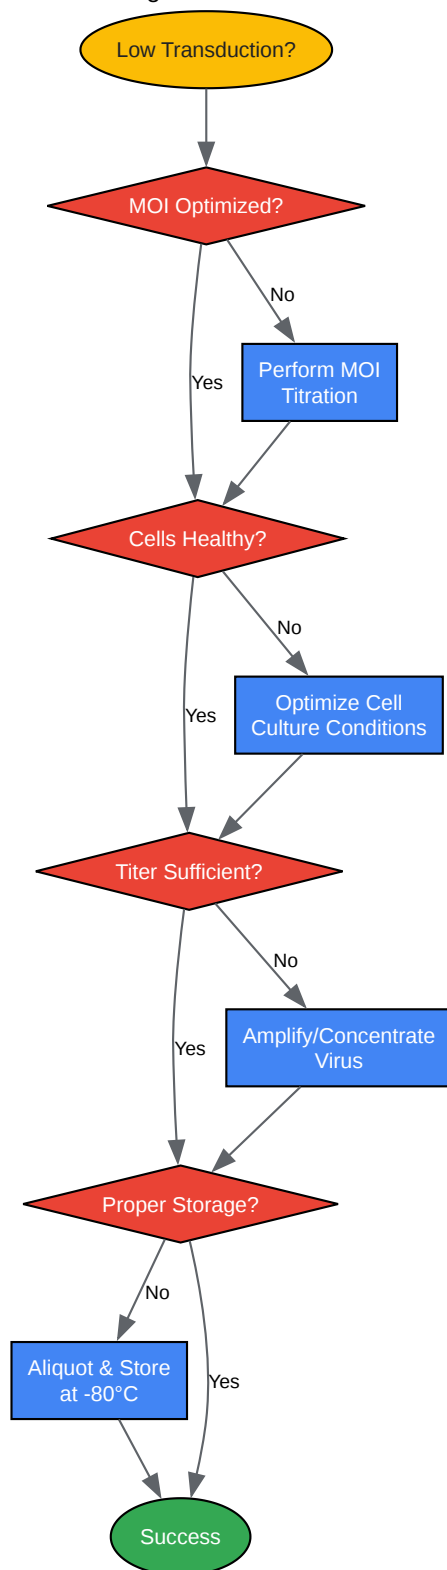 Low Transduction?
MOI Optimized?
No
Yes
Perform MOI
Titration
Cells Healthy?
No
Yes
Optimize Cell
Culture Conditions
Titer Sufficient?
No
Yes
Amplify/Concentrate
Virus
Proper Storage?
No
Yes
Aliquot & Store
at -80°C
Success